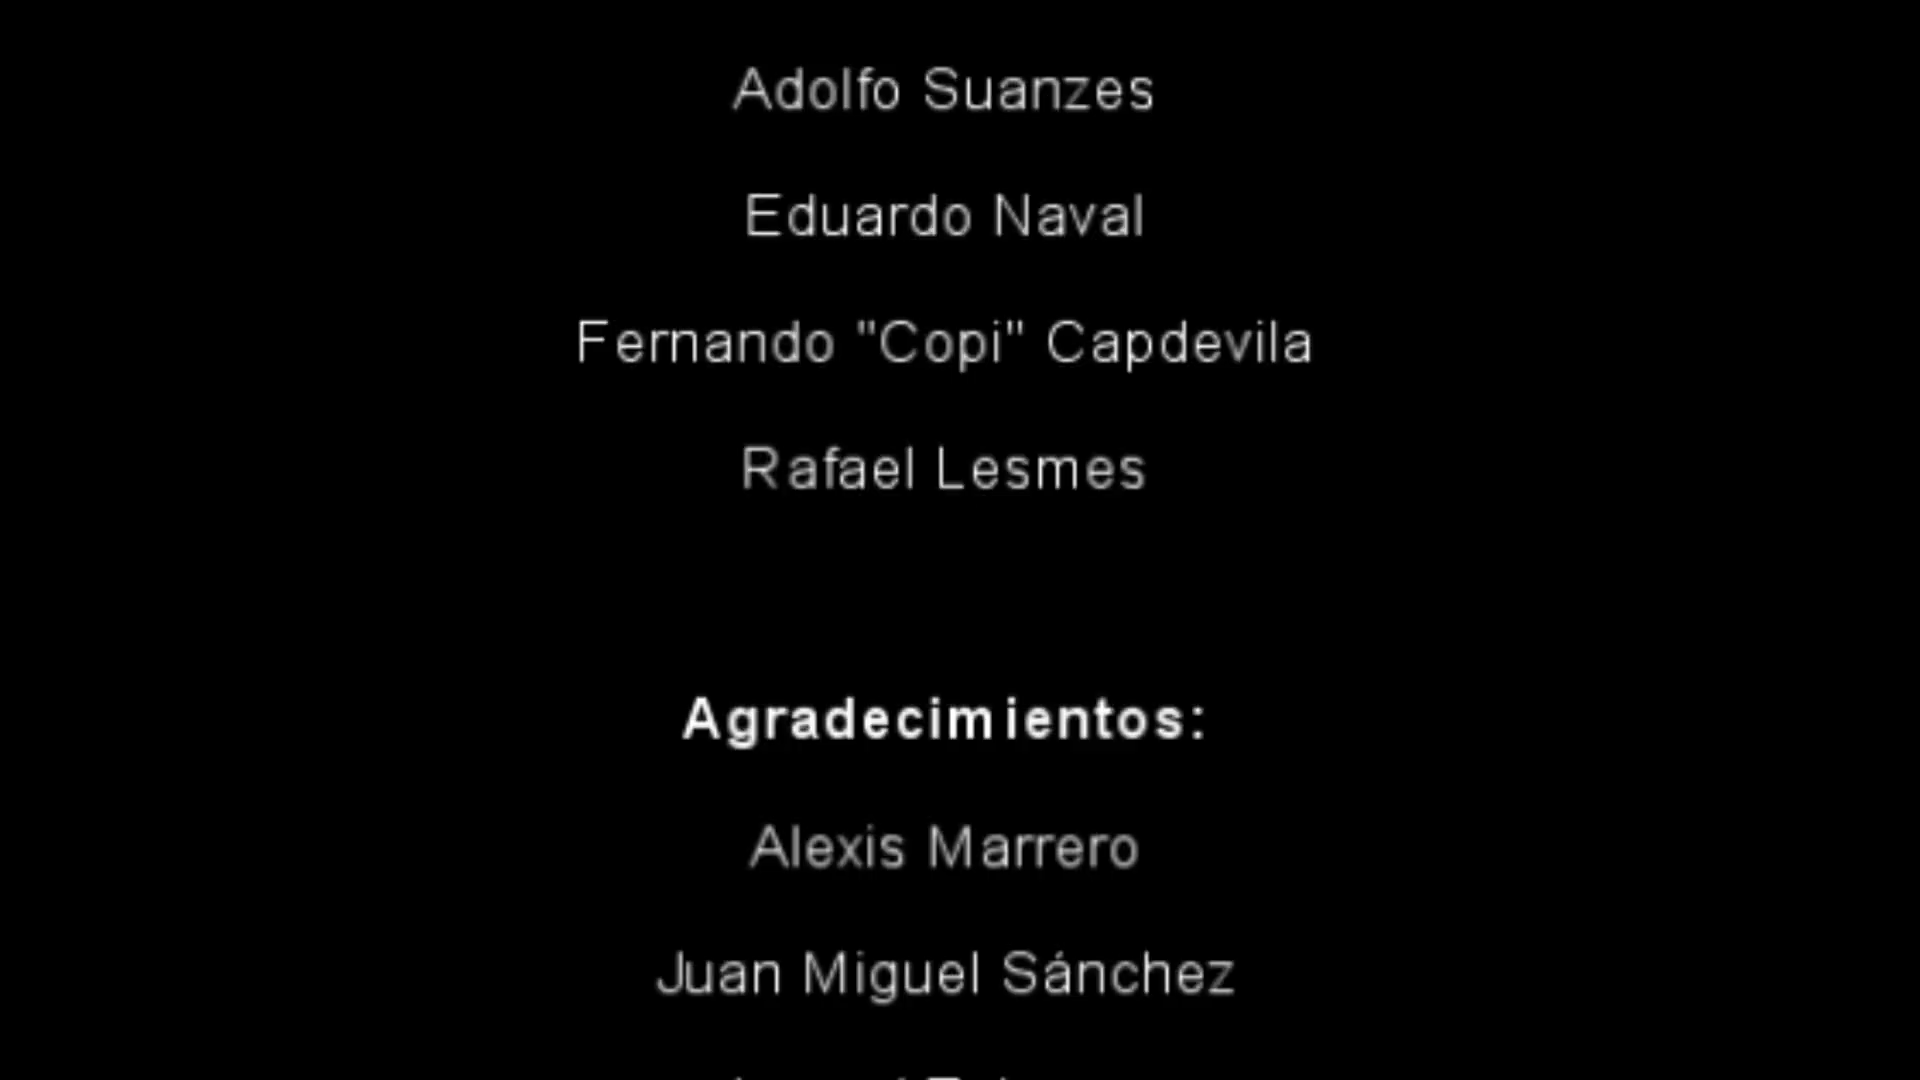 Adolfo Suanzes
Eduardo Naval
Fernando "Copi" Capdevila
Rafael Lesmes
Agradecimientos:
Alexis Marrero
Juan Miguel Sánchez